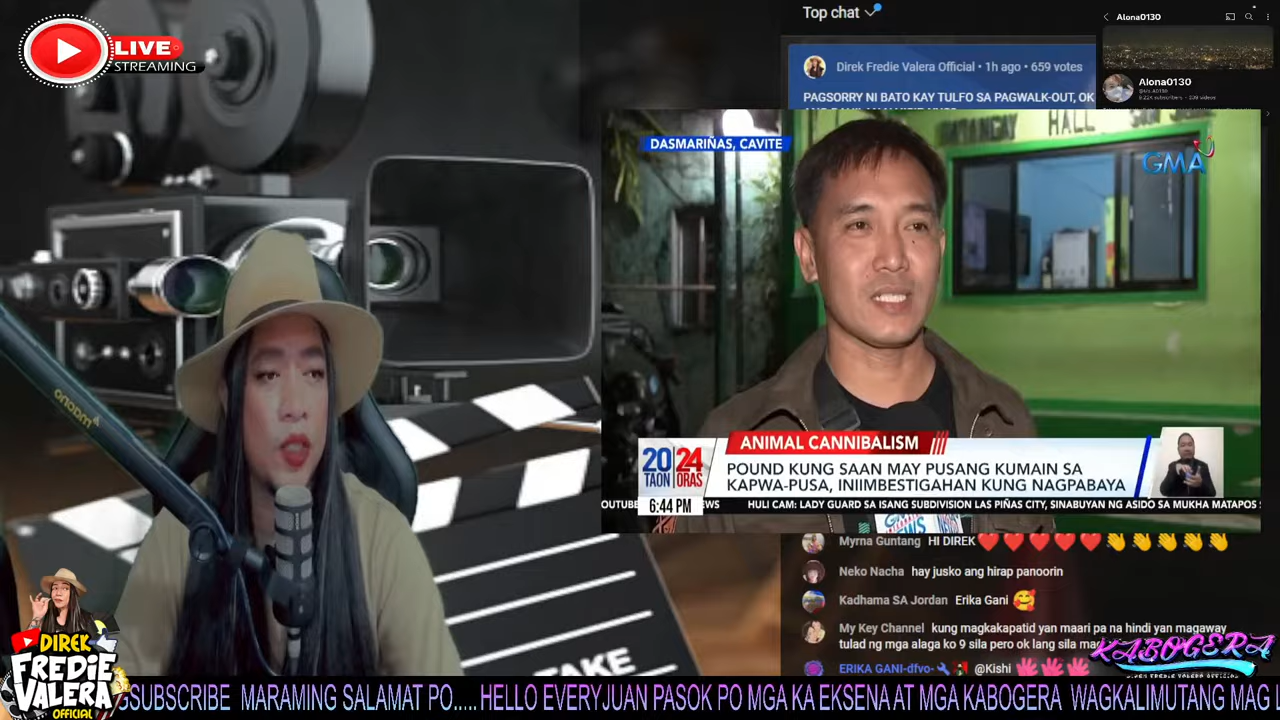 LIVE
STREAMING
Top chat
Direk Fredie Valera Official • 1h ago • 659 votes
PAGSORRY NI BATO KAY TULFO SA PAGWALK-OUT, OK
Alona0130
Alona0130
DASMARIÑAS, CAVITE
HALL
GMA
maono
ANIMAL CANNIBALISM
20 TAON 24 ORAS
POUND KUNG SAAN MAY PUSANG KUMAIN SA
KAPWA-PUSA, INIIMBESTIGAHAN KUNG NAGPABAYA
6:44 PM
HULI CAM: LADY GUARD SA ISANG SUBDIVISION LAS PIÑAS CITY, SINABUYAN NG ASIDO SA MUKHA MATAPOS
Myrna Guntang HI DIREK❤️❤️❤️❤️❤️👏👏👏👏👏
Neko Nacha hay jusko ang hirap panoorin
Kadhama SA Jordan Erika Gani 🥰
My Key Channel kung magkakapatid yan maari pa na hindi yan magaway
tulad ng mga alaga ko 9 sila pero ok lang sila
KABOGERA
ERIKA GANI-dfvo- @Kishi
TAKE
DIREK
FREDIE
VALERA
OFFICIAL
SUBSCRIBE MARAMING SALAMAT PO..... HELLO EVERYJUAN PASOK PO MGA KA EKSENA AT MGA KABOGERA WAGKALIMUTANG MAG